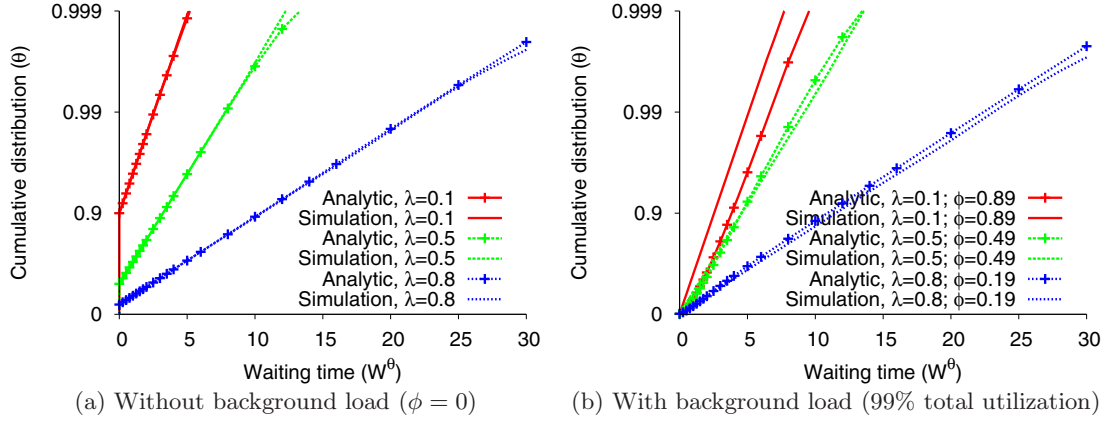 0.999
0.99
0.9
0
Cumulative distribution (θ)
Analytic, λ=0.1
Simulation, λ=0.1
Analytic, λ=0.5
Simulation, λ=0.5
Analytic, λ=0.8
Simulation, λ=0.8
0 5 10 15 20 25 30
Waiting time (W^θ)
(a) Without background load (ϕ = 0)
0.999
0.99
0.9
0
Cumulative distribution (θ)
Analytic, λ=0.1; ϕ=0.89
Simulation, λ=0.1; ϕ=0.89
Analytic, λ=0.5; ϕ=0.49
Simulation, λ=0.5; ϕ=0.49
Analytic, λ=0.8; ϕ=0.19
Simulation, λ=0.8; ϕ=0.19
0 5 10 15 20 25 30
Waiting time (W^θ)
(b) With background load (99% total utilization)